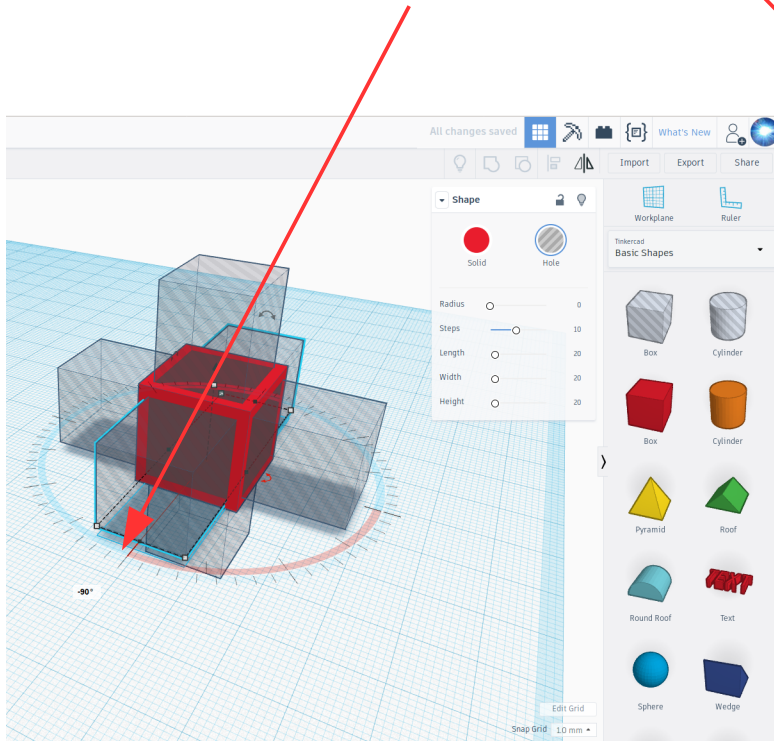 All changes saved
What's New
Import
Export
Share
Shape
Solid
Hole
Radius 0
Steps 10
Length 20
Width 20
Height 20
Workplane
Ruler
Tinkercad
Basic Shapes
Box
Cylinder
Box
Cylinder
Pyramid
Roof
Round Roof
TEXT
Text
Sphere
Wedge
-90°
Edit Grid
Snap Grid 1.0 mm